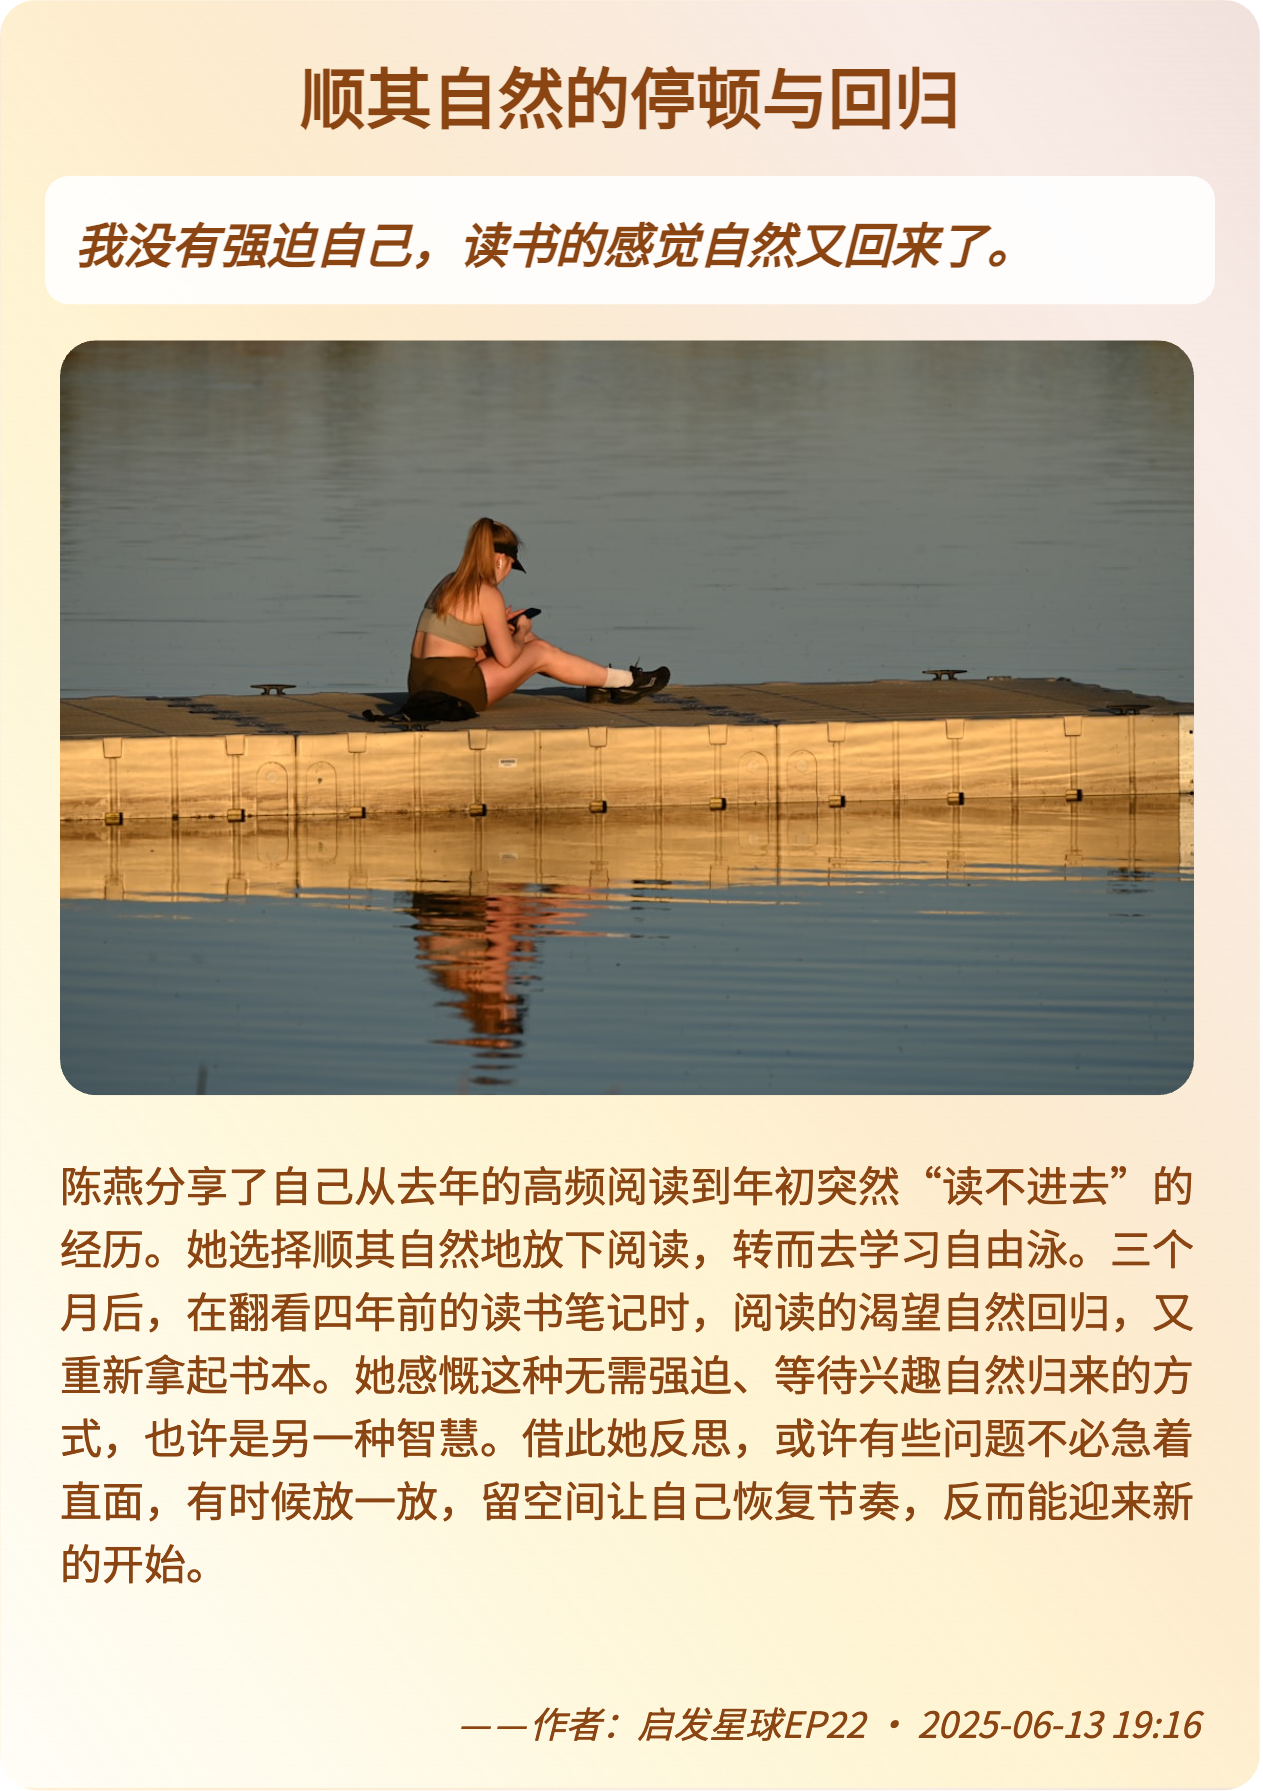 顺其自然的停顿与回归
我没有强迫自己，读书的感觉自然又回来了。
陈燕分享了自己从去年的高频阅读到年初突然“读不进去”的
经历。她选择顺其自然地放下阅读，转而去学习自由泳。三个
月后，在翻看四年前的读书笔记时，阅读的渴望自然回归，又
重新拿起书本。她感慨这种无需强迫、等待兴趣自然归来的方
式，也许是另一种智慧。借此她反思，或许有些问题不必急着
直面，有时候放一放，留空间让自己恢复节奏，反而能迎来新
的开始。
——作者：启发星球EP22 · 2025-06-13 19:16